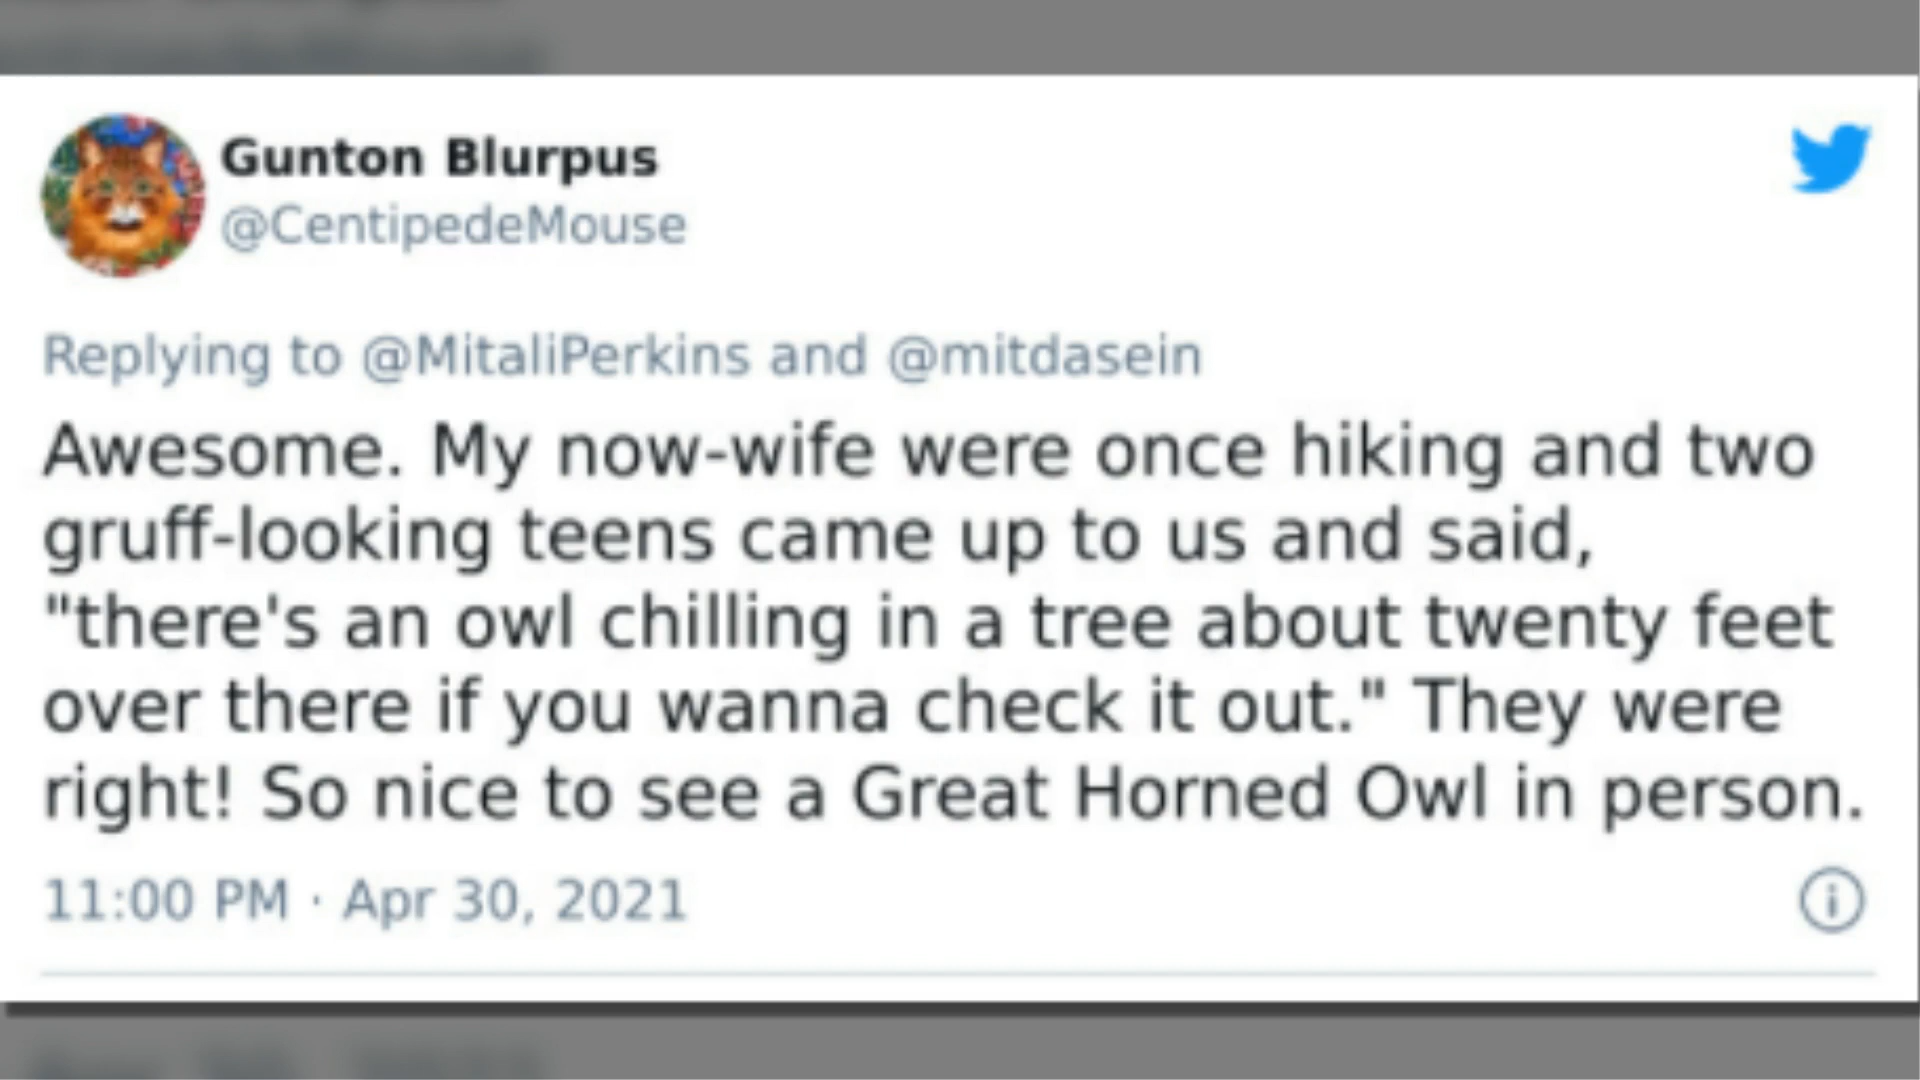 Gunton Blurpus
@CentipedeMouse
Replying to @MitaliPerkins and @mitdasein
Awesome. My now-wife were once hiking and two
gruff-looking teens came up to us and said,
"there's an owl chilling in a tree about twenty feet
over there if you wanna check it out." They were
right! So nice to see a Great Horned Owl in person.
11:00 PM · Apr 30, 2021